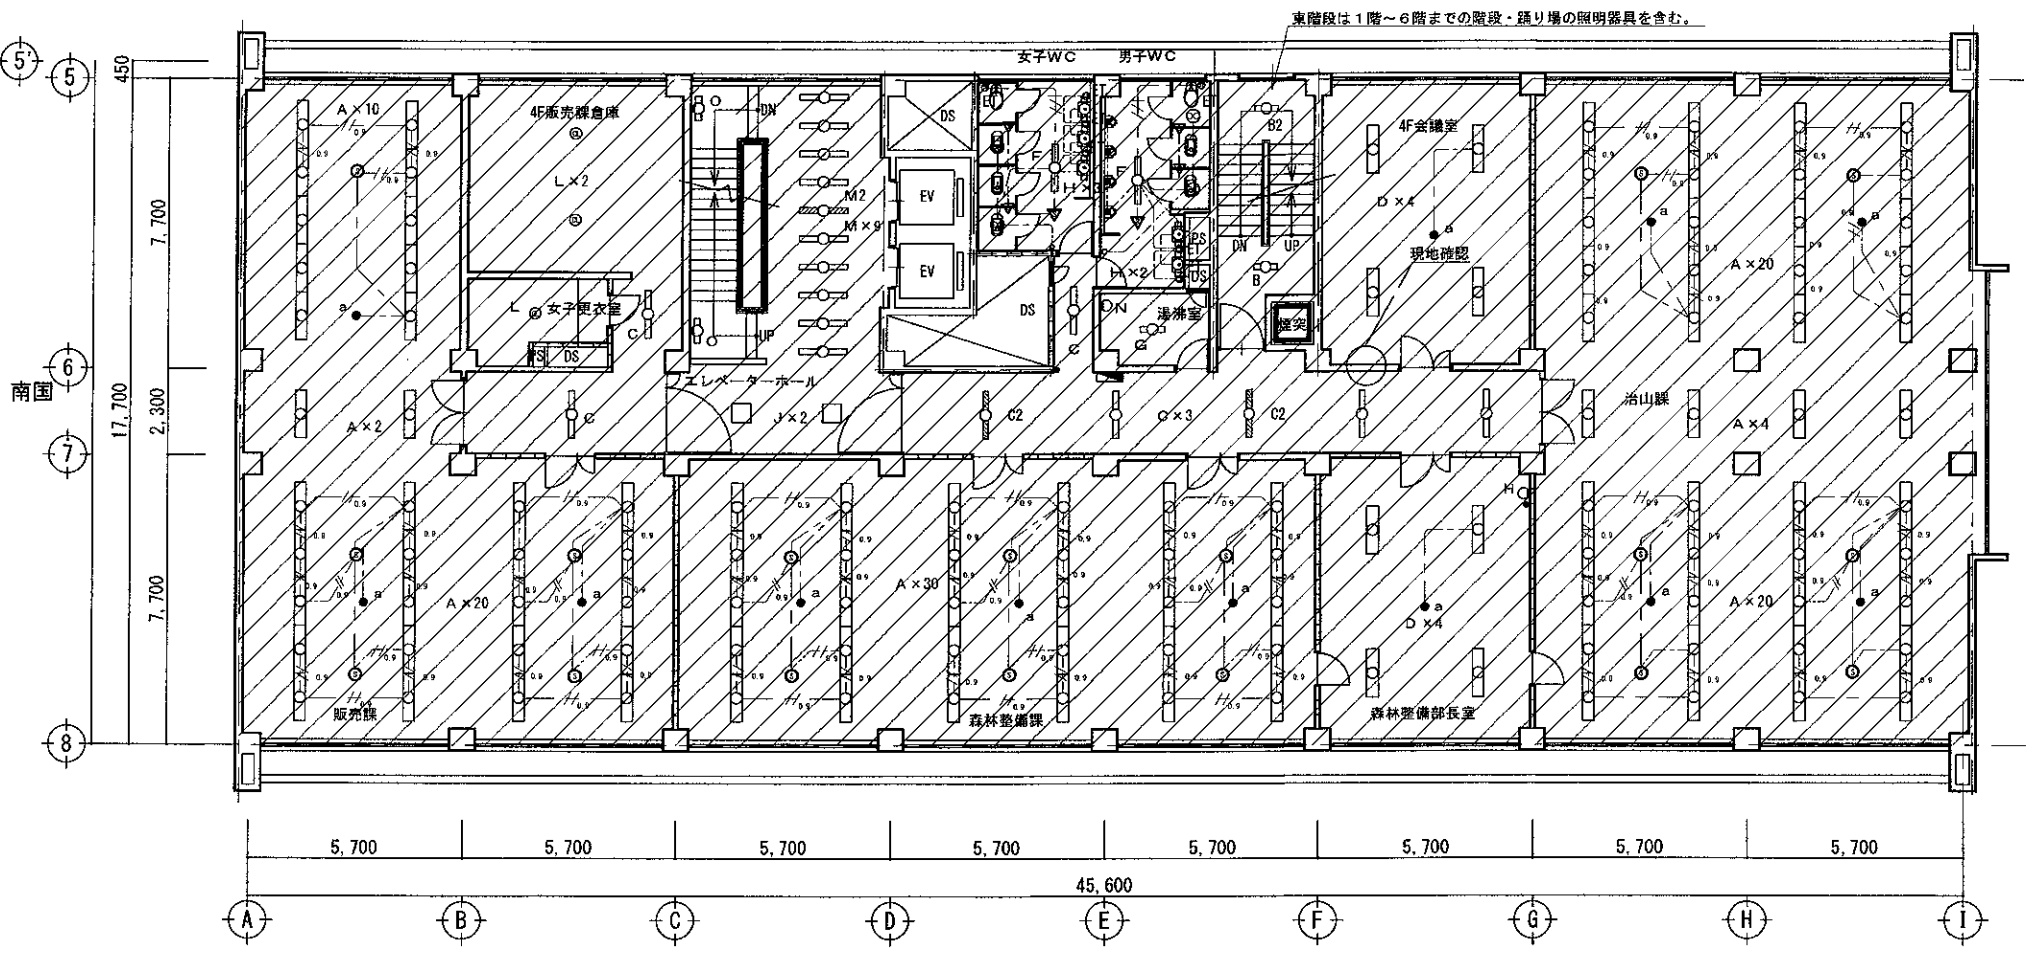 東階段は1階～6階までの階段・踊り場の照明器具を含む。
女子WC 男子WC
5'
5
450
A×10
4F販売課倉庫
DN
DS
B2
4F会議室
L×2
M2
M×9
EV
F
H×3
F
D×4
a
a
a
7,700
DN
UP
PS
現地確認
A×20
EV
H×2
DS
B
L
女子更衣室
C
DS
N
湯沸室
煙突
a
UP
C
G
PS
DS
6
南国
エレベーターホール
17,700
2,300
A×2
C
J×2
C2
C×3
C2
治山課
A×4
7
H
7,700
A×20
a
a
A×30
a
a
a
a
D×4
A×20
a
a
販売課
森林整備課
森林整備部長室
8
5,700 5,700 5,700 5,700 5,700 5,700 5,700 5,700
45,600
A B C D E F G H I